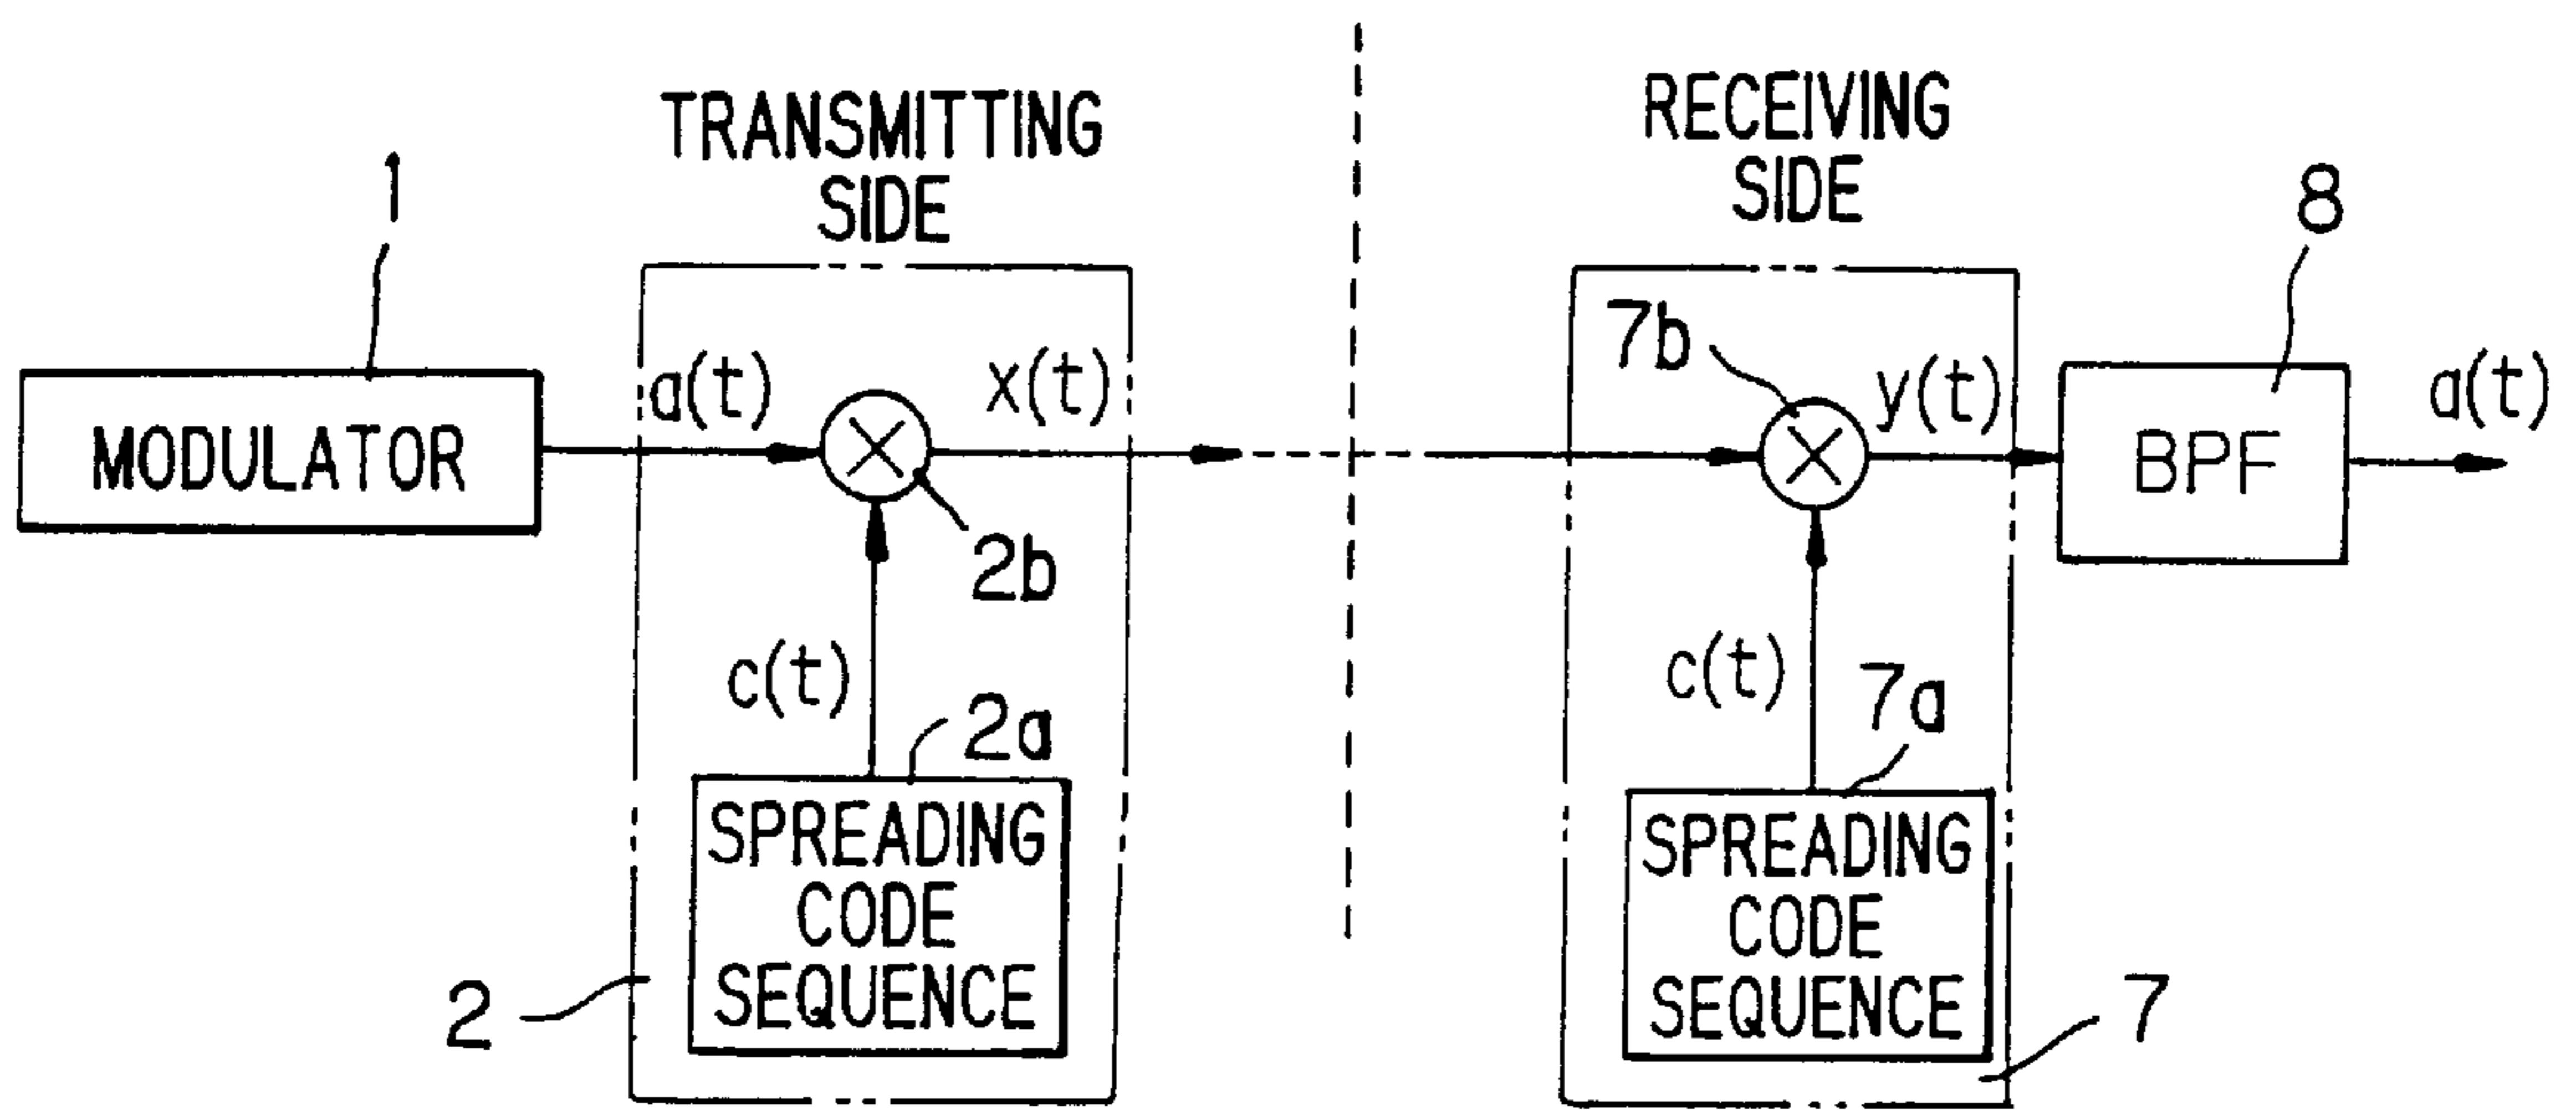 TRANSMITTING
SIDE
RECEIVING
SIDE
1
8
7b
a(t)
x(t)
y(t)
a(t)
MODULATOR
BPF
2b
c(t)
c(t)
2a
7a
SPREADING
CODE
SEQUENCE
SPREADING
CODE
SEQUENCE
2
7